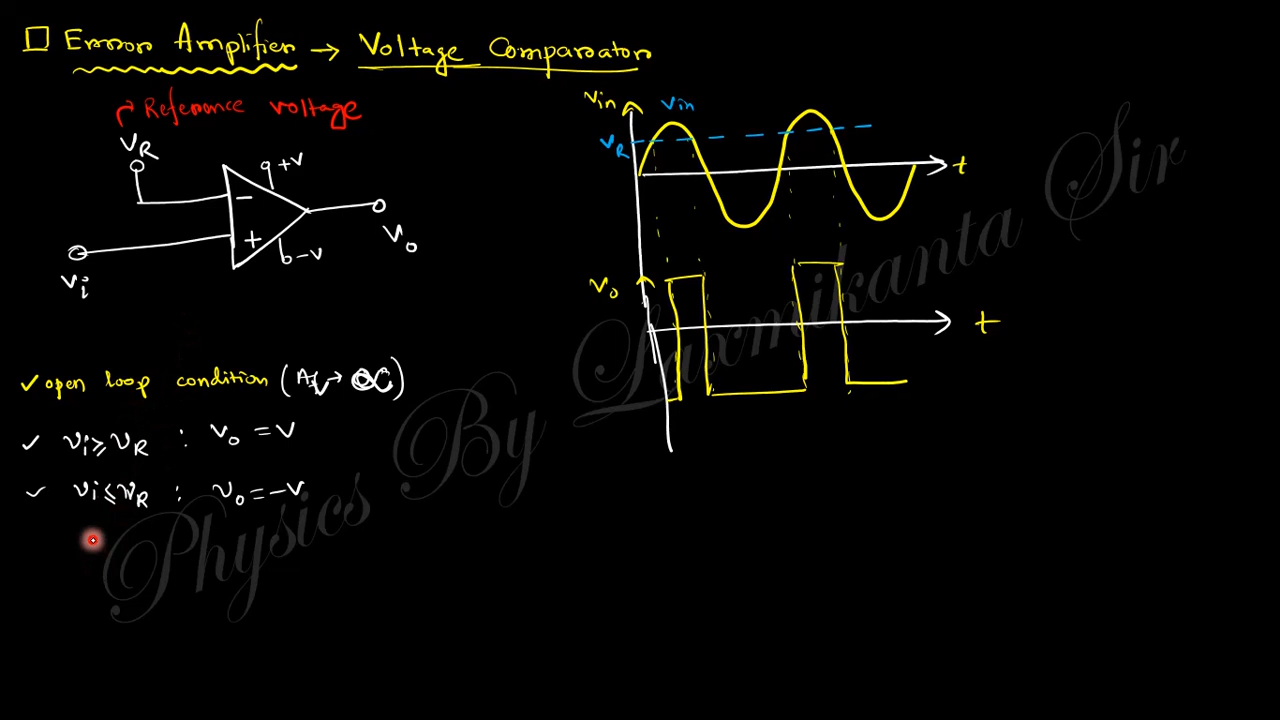 Error Amplifier → Voltage Comparator
Reference voltage
VR
q+V
−
+
b-V
Vo
Vi
Vin
Vin
VR
t
Vo
t
✓ open loop condition (Av → ∝)
✓ Vi ≥ VR : Vo = V
✓ Vi ≤ VR : Vo = -V
Physics By Laxmikanta Sir